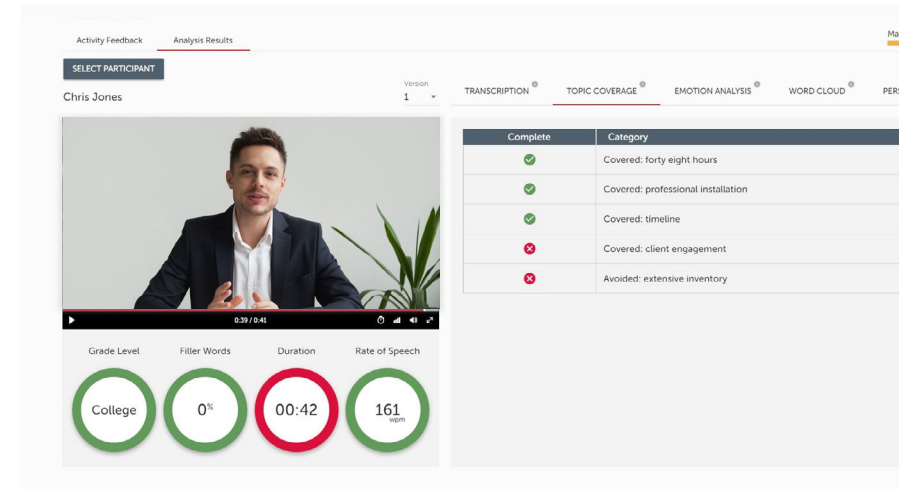 Activity Feedback
Analysis Results
Ma
SELECT PARTICIPANT
Chris Jones
Version
1
TRANSCRIPTION
TOPIC COVERAGE
EMOTION ANALYSIS
WORD CLOUD
PERS
Complete
Category
Covered: forty eight hours
Covered: professional installation
Covered: timeline
Covered: client engagement
Avoided: extensive inventory
0:39 / 0:41
Grade Level
Filler Words
Duration
Rate of Speech
College
0%
00:42
161
wpm